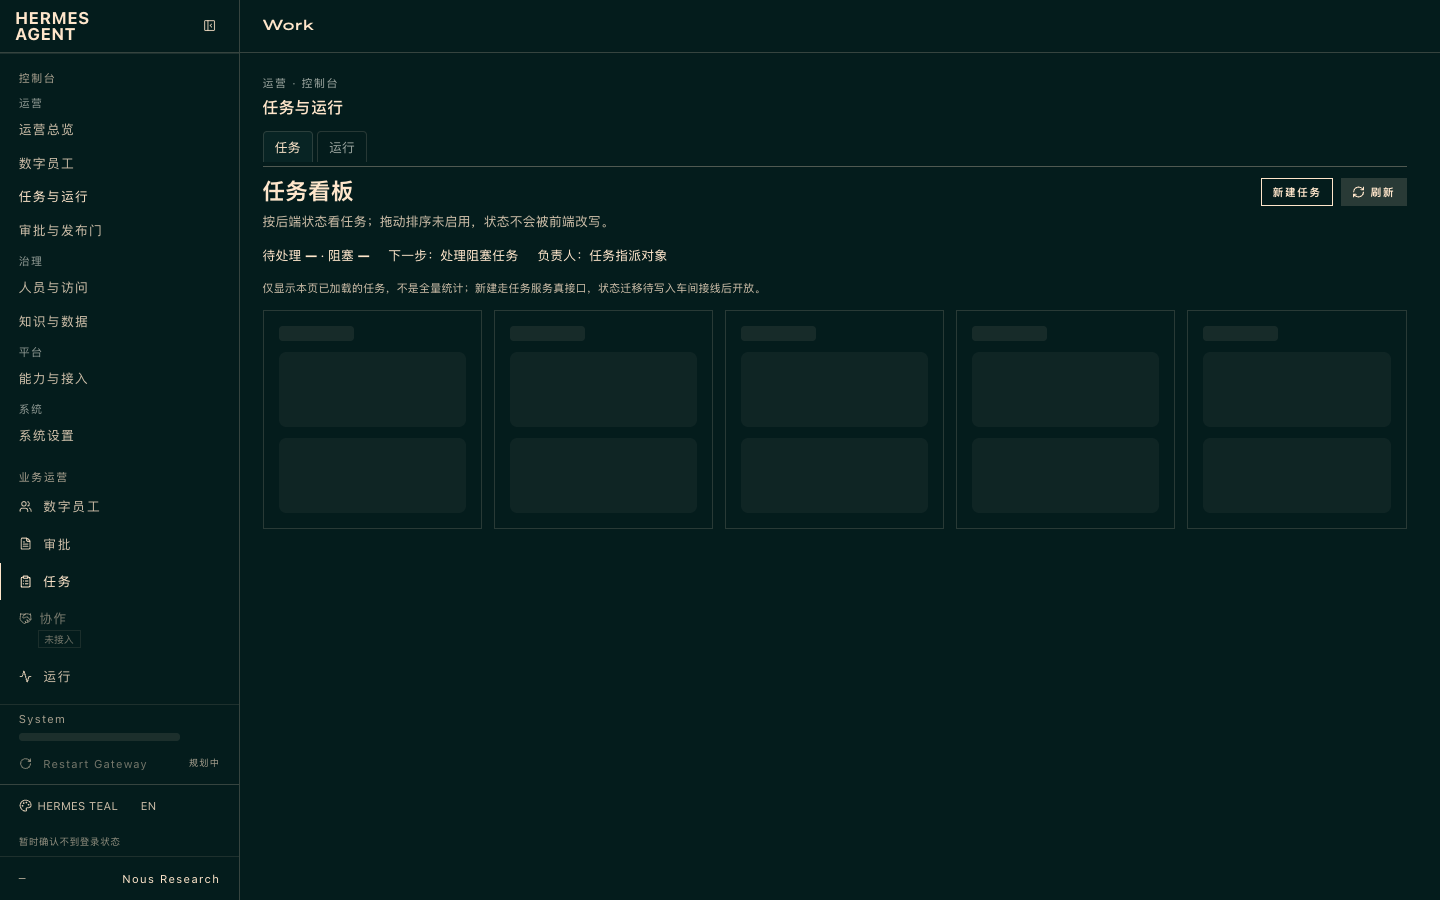 HERMES
AGENT
Work
控制台
运营
运营总览
数字员工
任务与运行
审批与发布门
治理
人员与访问
知识与数据
平台
能力与接入
系统
系统设置
业务运营
数字员工
审批
任务
协作
未接入
运行
System
Restart Gateway 规划中
HERMES TEAL EN
暂时确认不到登录状态
— Nous Research
运营 · 控制台
任务与运行
任务 运行
任务看板
新建任务 刷新
按后端状态看任务；拖动排序未启用，状态不会被前端改写。
待处理 — · 阻塞 — 下一步：处理阻塞任务 负责人：任务指派对象
仅显示本页已加载的任务，不是全量统计；新建走任务服务真接口，状态迁移待写入车间接线后开放。